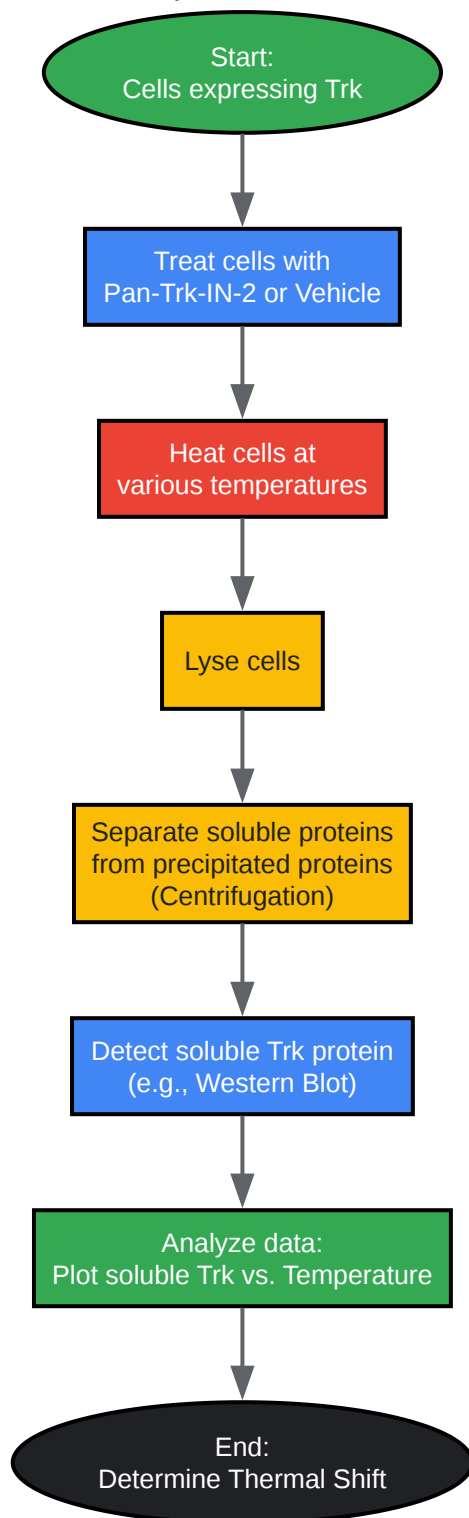 Start:
Cells expressing Trk
Treat cells with
Pan-Trk-IN-2 or Vehicle
Heat cells at
various temperatures
Lyse cells
Separate soluble proteins
from precipitated proteins
(Centrifugation)
Detect soluble Trk protein
(e.g., Western Blot)
Analyze data:
Plot soluble Trk vs. Temperature
End:
Determine Thermal Shift